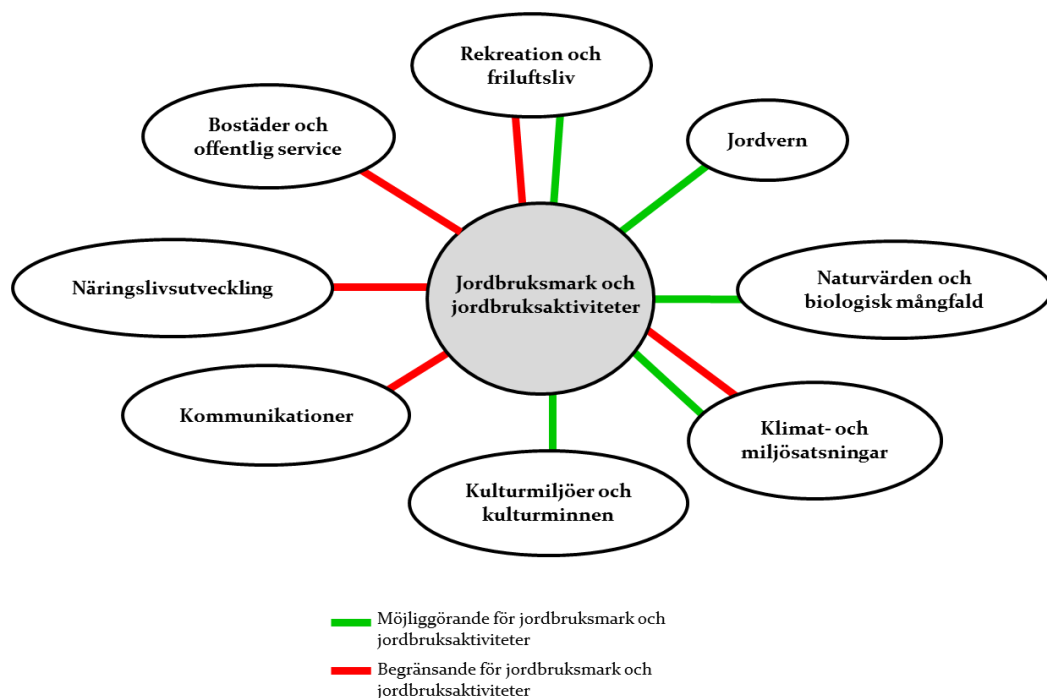 Rekreation och
friluftsliv
Bostäder och
offentlig service
Jordvern
Näringslivsutveckling
Jordbruksmark och
jordbruksaktiviteter
Naturvärden och
biologisk mångfald
Kommunikationer
Klimat- och
miljösatsningar
Kulturmiljöer och
kulturminnen
Möjliggörande för jordbruksmark och
jordbruksaktiviteter
Begränsande för jordbruksmark och
jordbruksaktiviteter